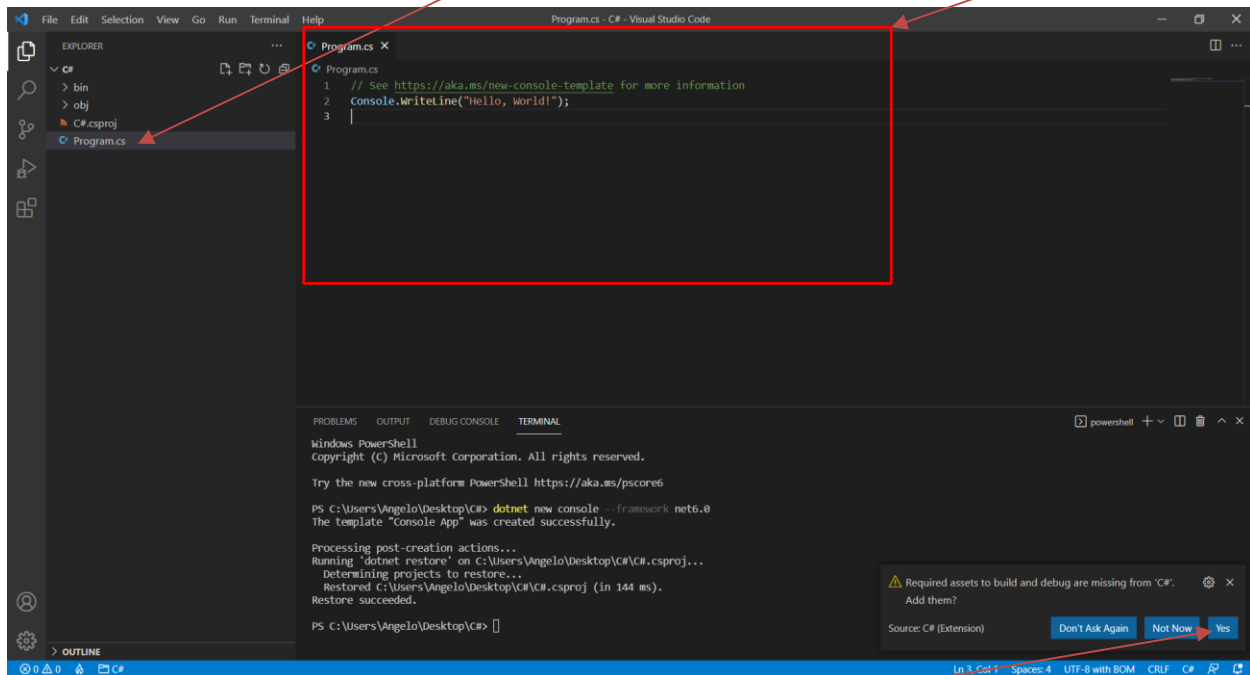 File Edit Selection View Go Run Terminal Help
Program.cs - C# - Visual Studio Code
EXPLORER
C#
bin
obj
C#.csproj
Program.cs
Program.cs
Program.cs
1 // See https://aka.ms/new-console-template for more information
2 Console.WriteLine("Hello, World!");
3
PROBLEMS OUTPUT DEBUG CONSOLE TERMINAL
powershell
Windows PowerShell
Copyright (C) Microsoft Corporation. All rights reserved.
Try the new cross-platform PowerShell https://aka.ms/pscore6
PS C:\Users\Angelo\Desktop\C#> dotnet new console --framework net6.0
The template "Console App" was created successfully.
Processing post-creation actions...
Running 'dotnet restore' on C:\Users\Angelo\Desktop\C#\C#.csproj...
Determining projects to restore...
Restored C:\Users\Angelo\Desktop\C#\C#.csproj (in 144 ms).
Restore succeeded.
PS C:\Users\Angelo\Desktop\C#>
Required assets to build and debug are missing from 'C#'.
Add them?
Source: C# (Extension)
Don't Ask Again Not Now Yes
OUTLINE
0 0 C#
Ln 3, Col 1 Spaces: 4 UTF-8 with BOM CRLF C#